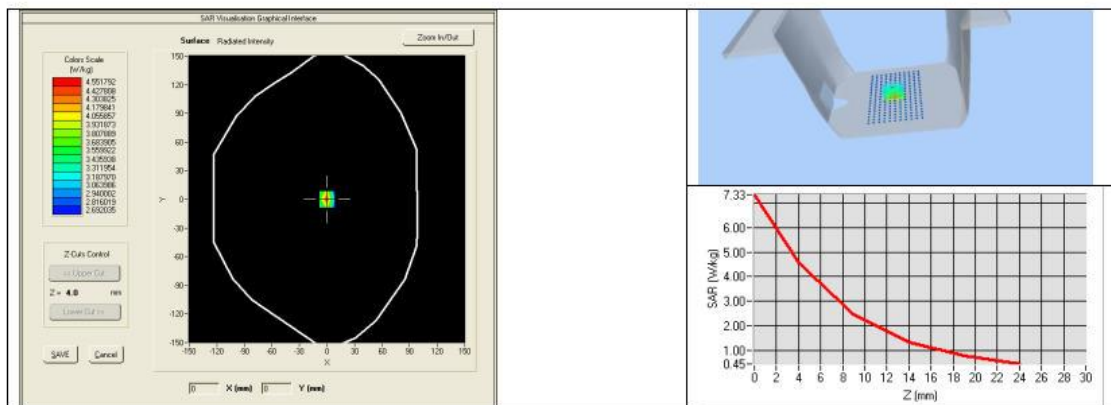 SAR Visualisation Graphical Interface
Surface Radiated Intensity
Zoom In/Out
Colors Scale
(W/kg)
4.551792
4.427808
4.303825
4.179841
4.055857
3.931873
3.807889
3.683905
3.559922
3.435938
3.311954
3.187970
3.063986
2.940002
2.816019
2.692035
Z-Cuts Control
<< Upper Cut
Z = 4.0 mm
Lower Cut >>
SAVE Cancel
150
120
90
60
30
0
-30
-60
-90
-120
-150
Y
-150 -120 -90 -60 -30 0 30 60 90 120 150
X
0 X (mm) 0 Y (mm)
7.33
6.00
5.00
4.00
3.00
2.00
1.00
0.45
SAR (W/kg)
0 2 4 6 8 10 12 14 16 18 20 22 24 26 28 30
Z (mm)